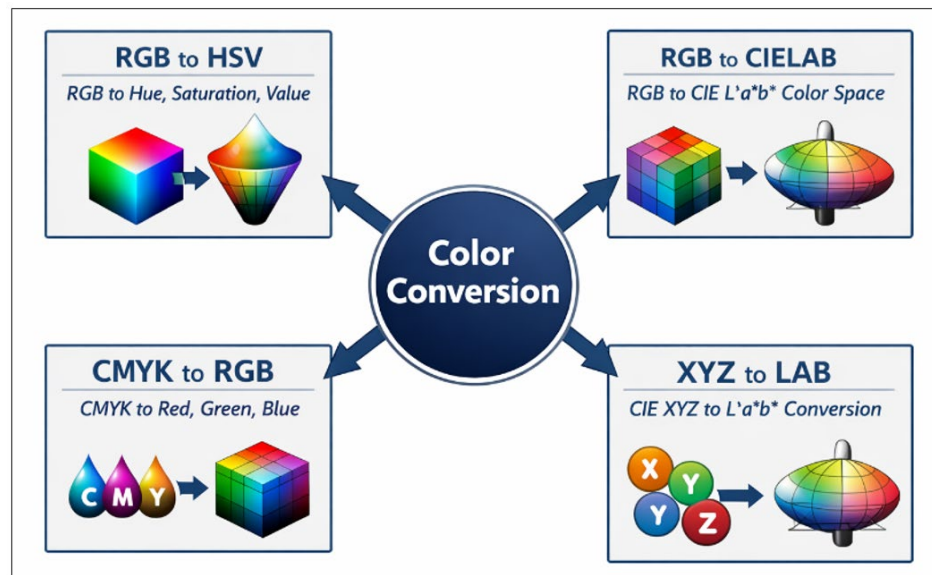 RGB to HSV
RGB to Hue, Saturation, Value
RGB to CIELAB
RGB to CIE L'a*b* Color Space
Color
Conversion
CMYK to RGB
CMYK to Red, Green, Blue
C M Y
XYZ to LAB
CIE XYZ to L'a*b* Conversion
X
Y
Y
Z